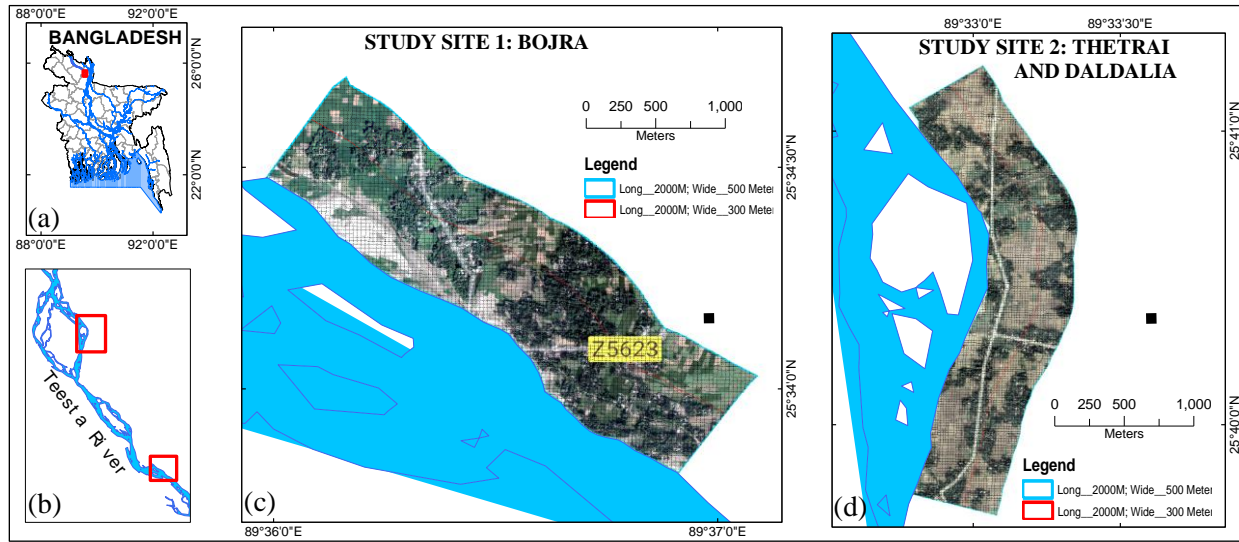 88°0'0"E 92°0'0"E
BANGLADESH
26°0'0"N
22°0'0"N
(a)
88°0'0"E 92°0'0"E
Teesta River
(b)
STUDY SITE 1: BOJRA
0 250 500 1,000
Meters
Legend
Long__2000M; Wide__500 Meter
Long__2000M; Wide__300 Meter
25°34'30"N
25°34'0"N
Z5623
(c)
89°36'0"E 89°37'0"E
89°33'0"E 89°33'30"E
STUDY SITE 2: THETRAI
AND DALDALIA
25°41'0"N
25°40'0"N
0 250 500 1,000
Meters
Legend
Long__2000M; Wide__500 Meter
Long__2000M; Wide__300 Meter
(d)